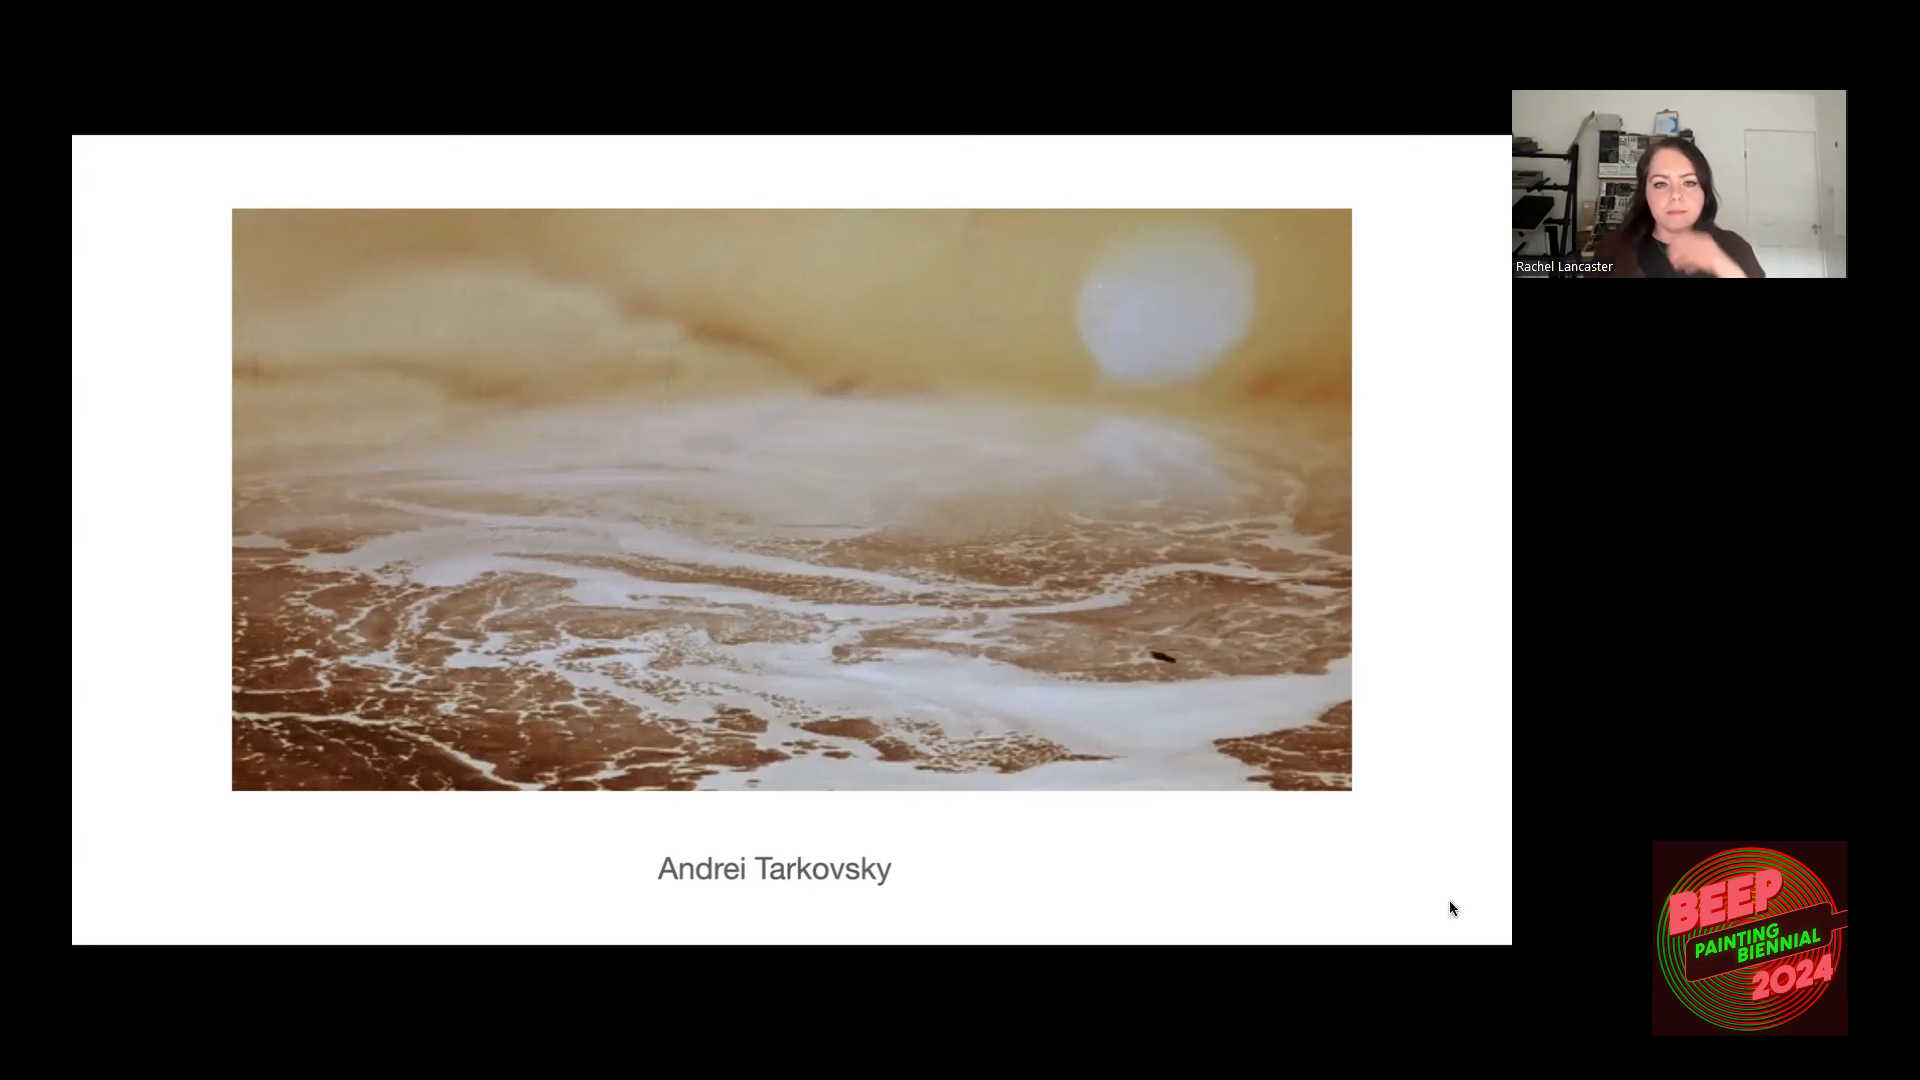 Rachel Lancaster
Andrei Tarkovsky
BEEP
PAINTING
BIENNIAL
2024